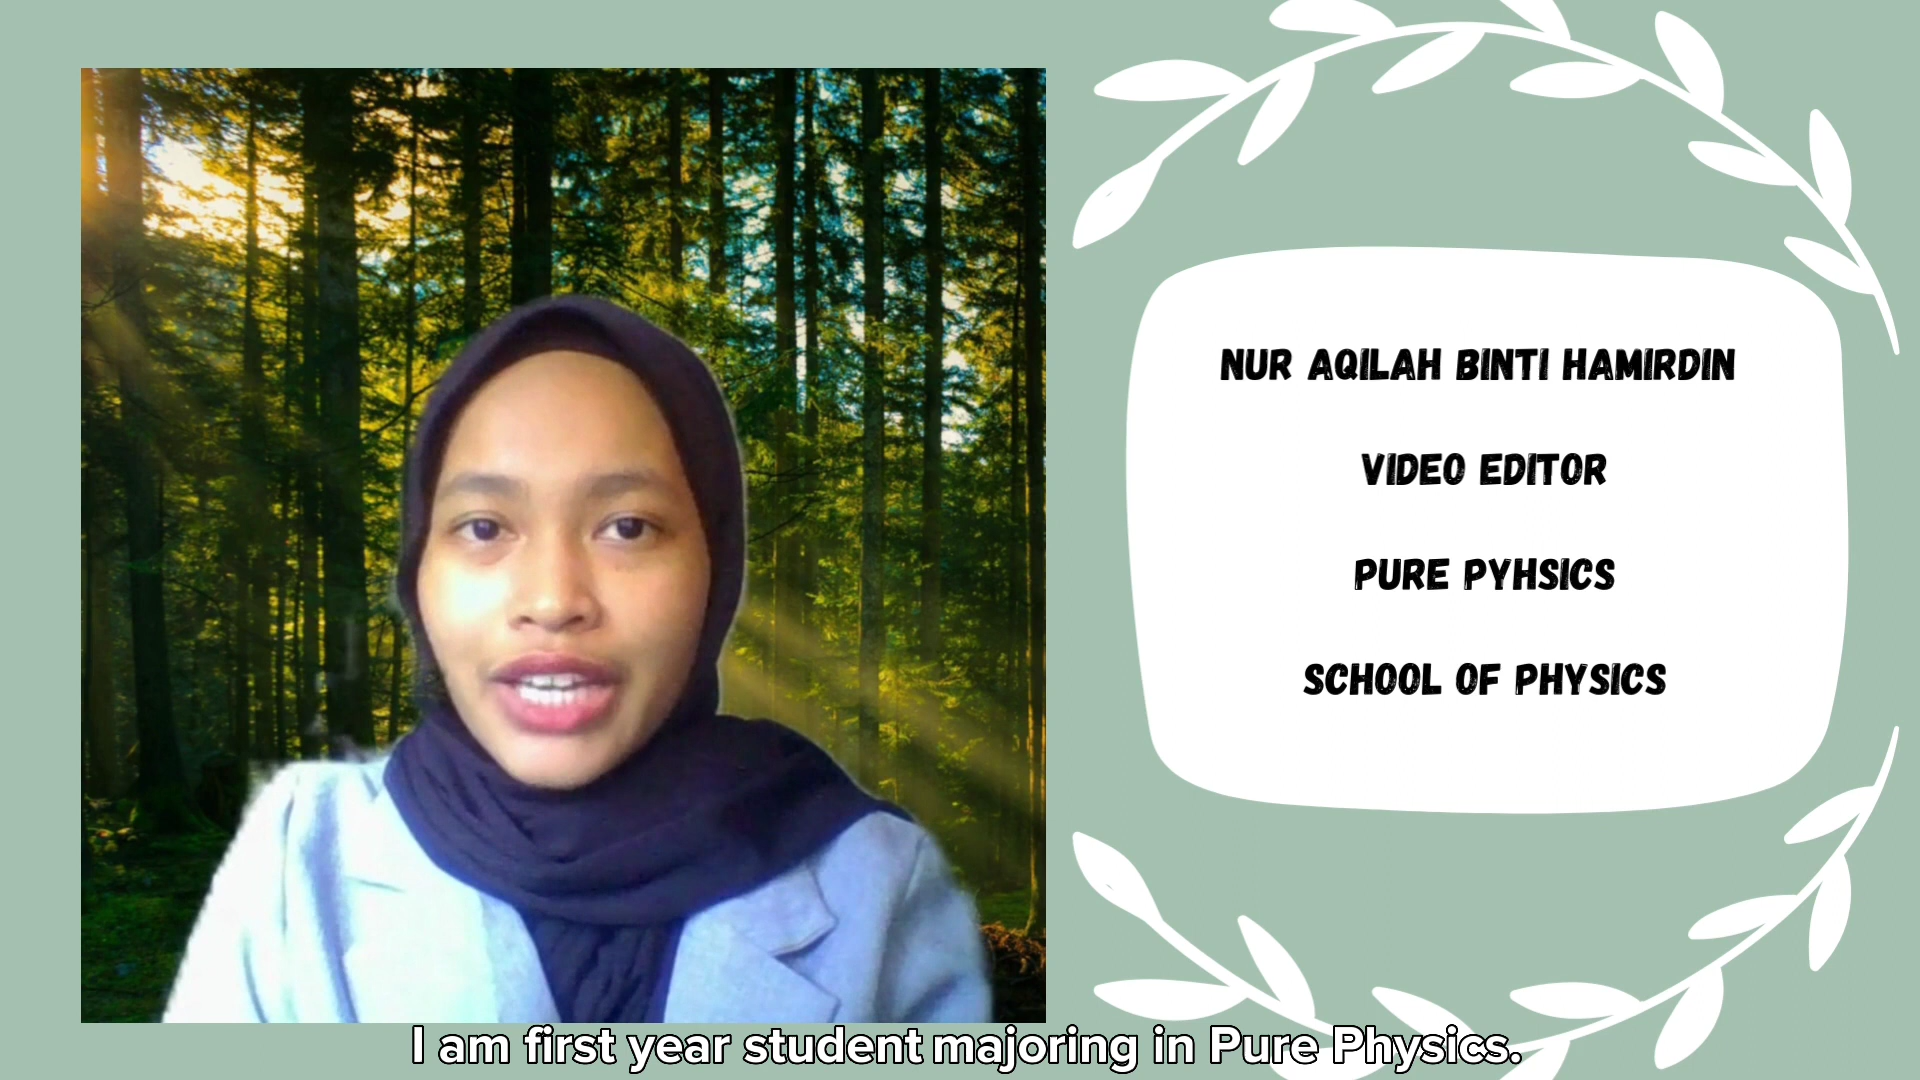 NUR AQILAH BINTI HAMIRDIN
VIDEO EDITOR
PURE PYHSICS
SCHOOL OF PHYSICS
I am first year student majoring in Pure Physics.